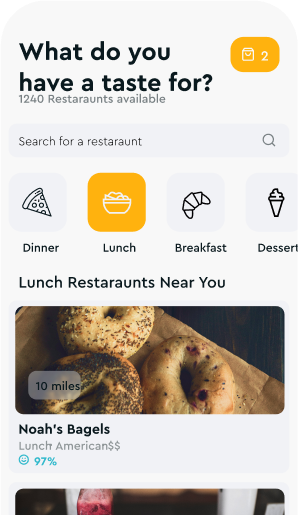 What do you
have a taste for?
2
1240 Restaraunts available
Search for a restaraunt
Dinner
Lunch
Breakfast
Dessert
Lunch Restaraunts Near You
10 miles
Noah's Bagels
Lunch American$$
97%